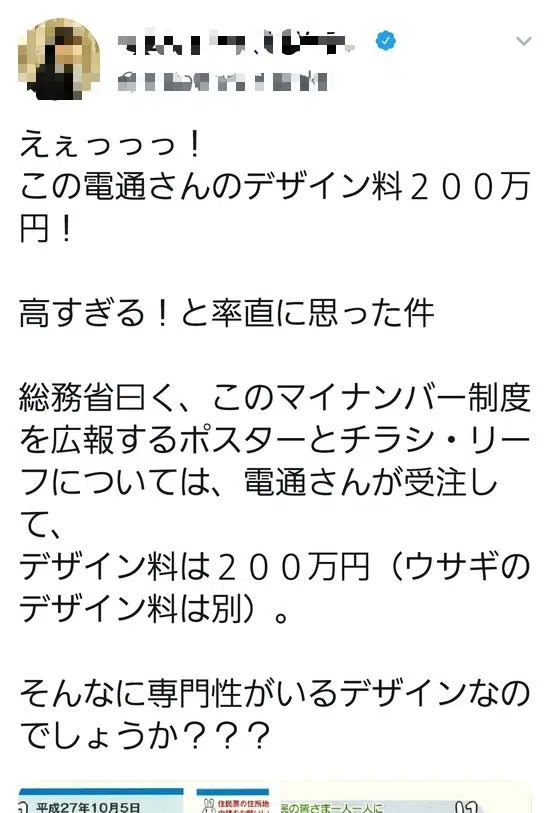 えぇっっっ！
この電通さんのデザイン料２００万
円！
高すぎる！と率直に思った件
総務省曰く、このマイナンバー制度
を広報するポスターとチラシ・リー
フについては、電通さんが受注し
て、
デザイン料は２００万円（ウサギの
デザイン料は別）。
そんなに専門性がいるデザインなの
でしょうか？？？
平成27年10月5日
住民票の住所地
民の皆さま一人一人に